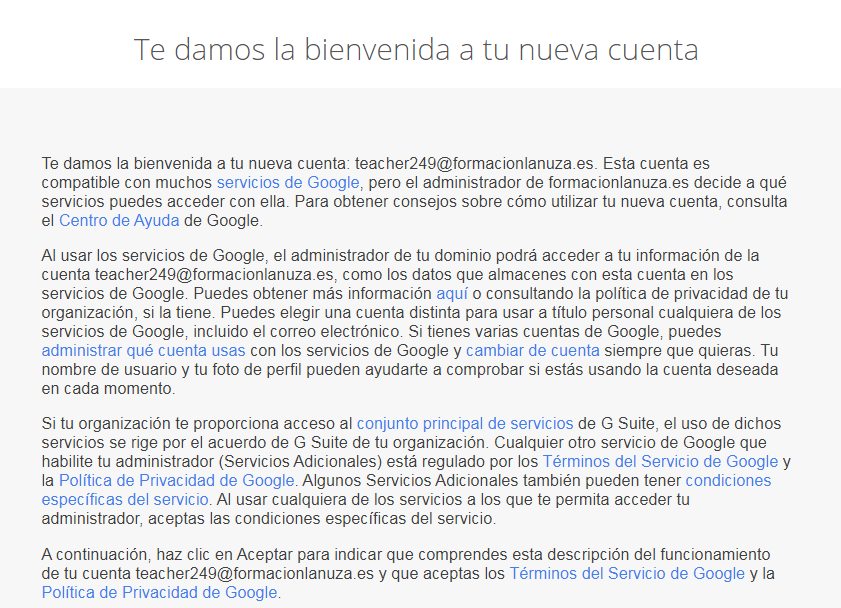 Te damos la bienvenida a tu nueva cuenta
Te damos la bienvenida a tu nueva cuenta: teacher249@formacionlanuza.es. Esta cuenta es
compatible con muchos servicios de Google, pero el administrador de formacionlanuza.es decide a qué
servicios puedes acceder con ella. Para obtener consejos sobre cómo utilizar tu nueva cuenta, consulta
el Centro de Ayuda de Google.
Al usar los servicios de Google, el administrador de tu dominio podrá acceder a tu información de la
cuenta teacher249@formacionlanuza.es, como los datos que almacenes con esta cuenta en los
servicios de Google. Puedes obtener más información aquí o consultando la política de privacidad de tu
organización, si la tiene. Puedes elegir una cuenta distinta para usar a título personal cualquiera de los
servicios de Google, incluido el correo electrónico. Si tienes varias cuentas de Google, puedes
administrar qué cuenta usas con los servicios de Google y cambiar de cuenta siempre que quieras. Tu
nombre de usuario y tu foto de perfil pueden ayudarte a comprobar si estás usando la cuenta deseada
en cada momento.
Si tu organización te proporciona acceso al conjunto principal de servicios de G Suite, el uso de dichos
servicios se rige por el acuerdo de G Suite de tu organización. Cualquier otro servicio de Google que
habilite tu administrador (Servicios Adicionales) está regulado por los Términos del Servicio de Google y
la Política de Privacidad de Google. Algunos Servicios Adicionales también pueden tener condiciones
específicas del servicio. Al usar cualquiera de los servicios a los que te permita acceder tu
administrador, aceptas las condiciones específicas del servicio.
A continuación, haz clic en Aceptar para indicar que comprendes esta descripción del funcionamiento
de tu cuenta teacher249@formacionlanuza.es y que aceptas los Términos del Servicio de Google y la
Política de Privacidad de Google.